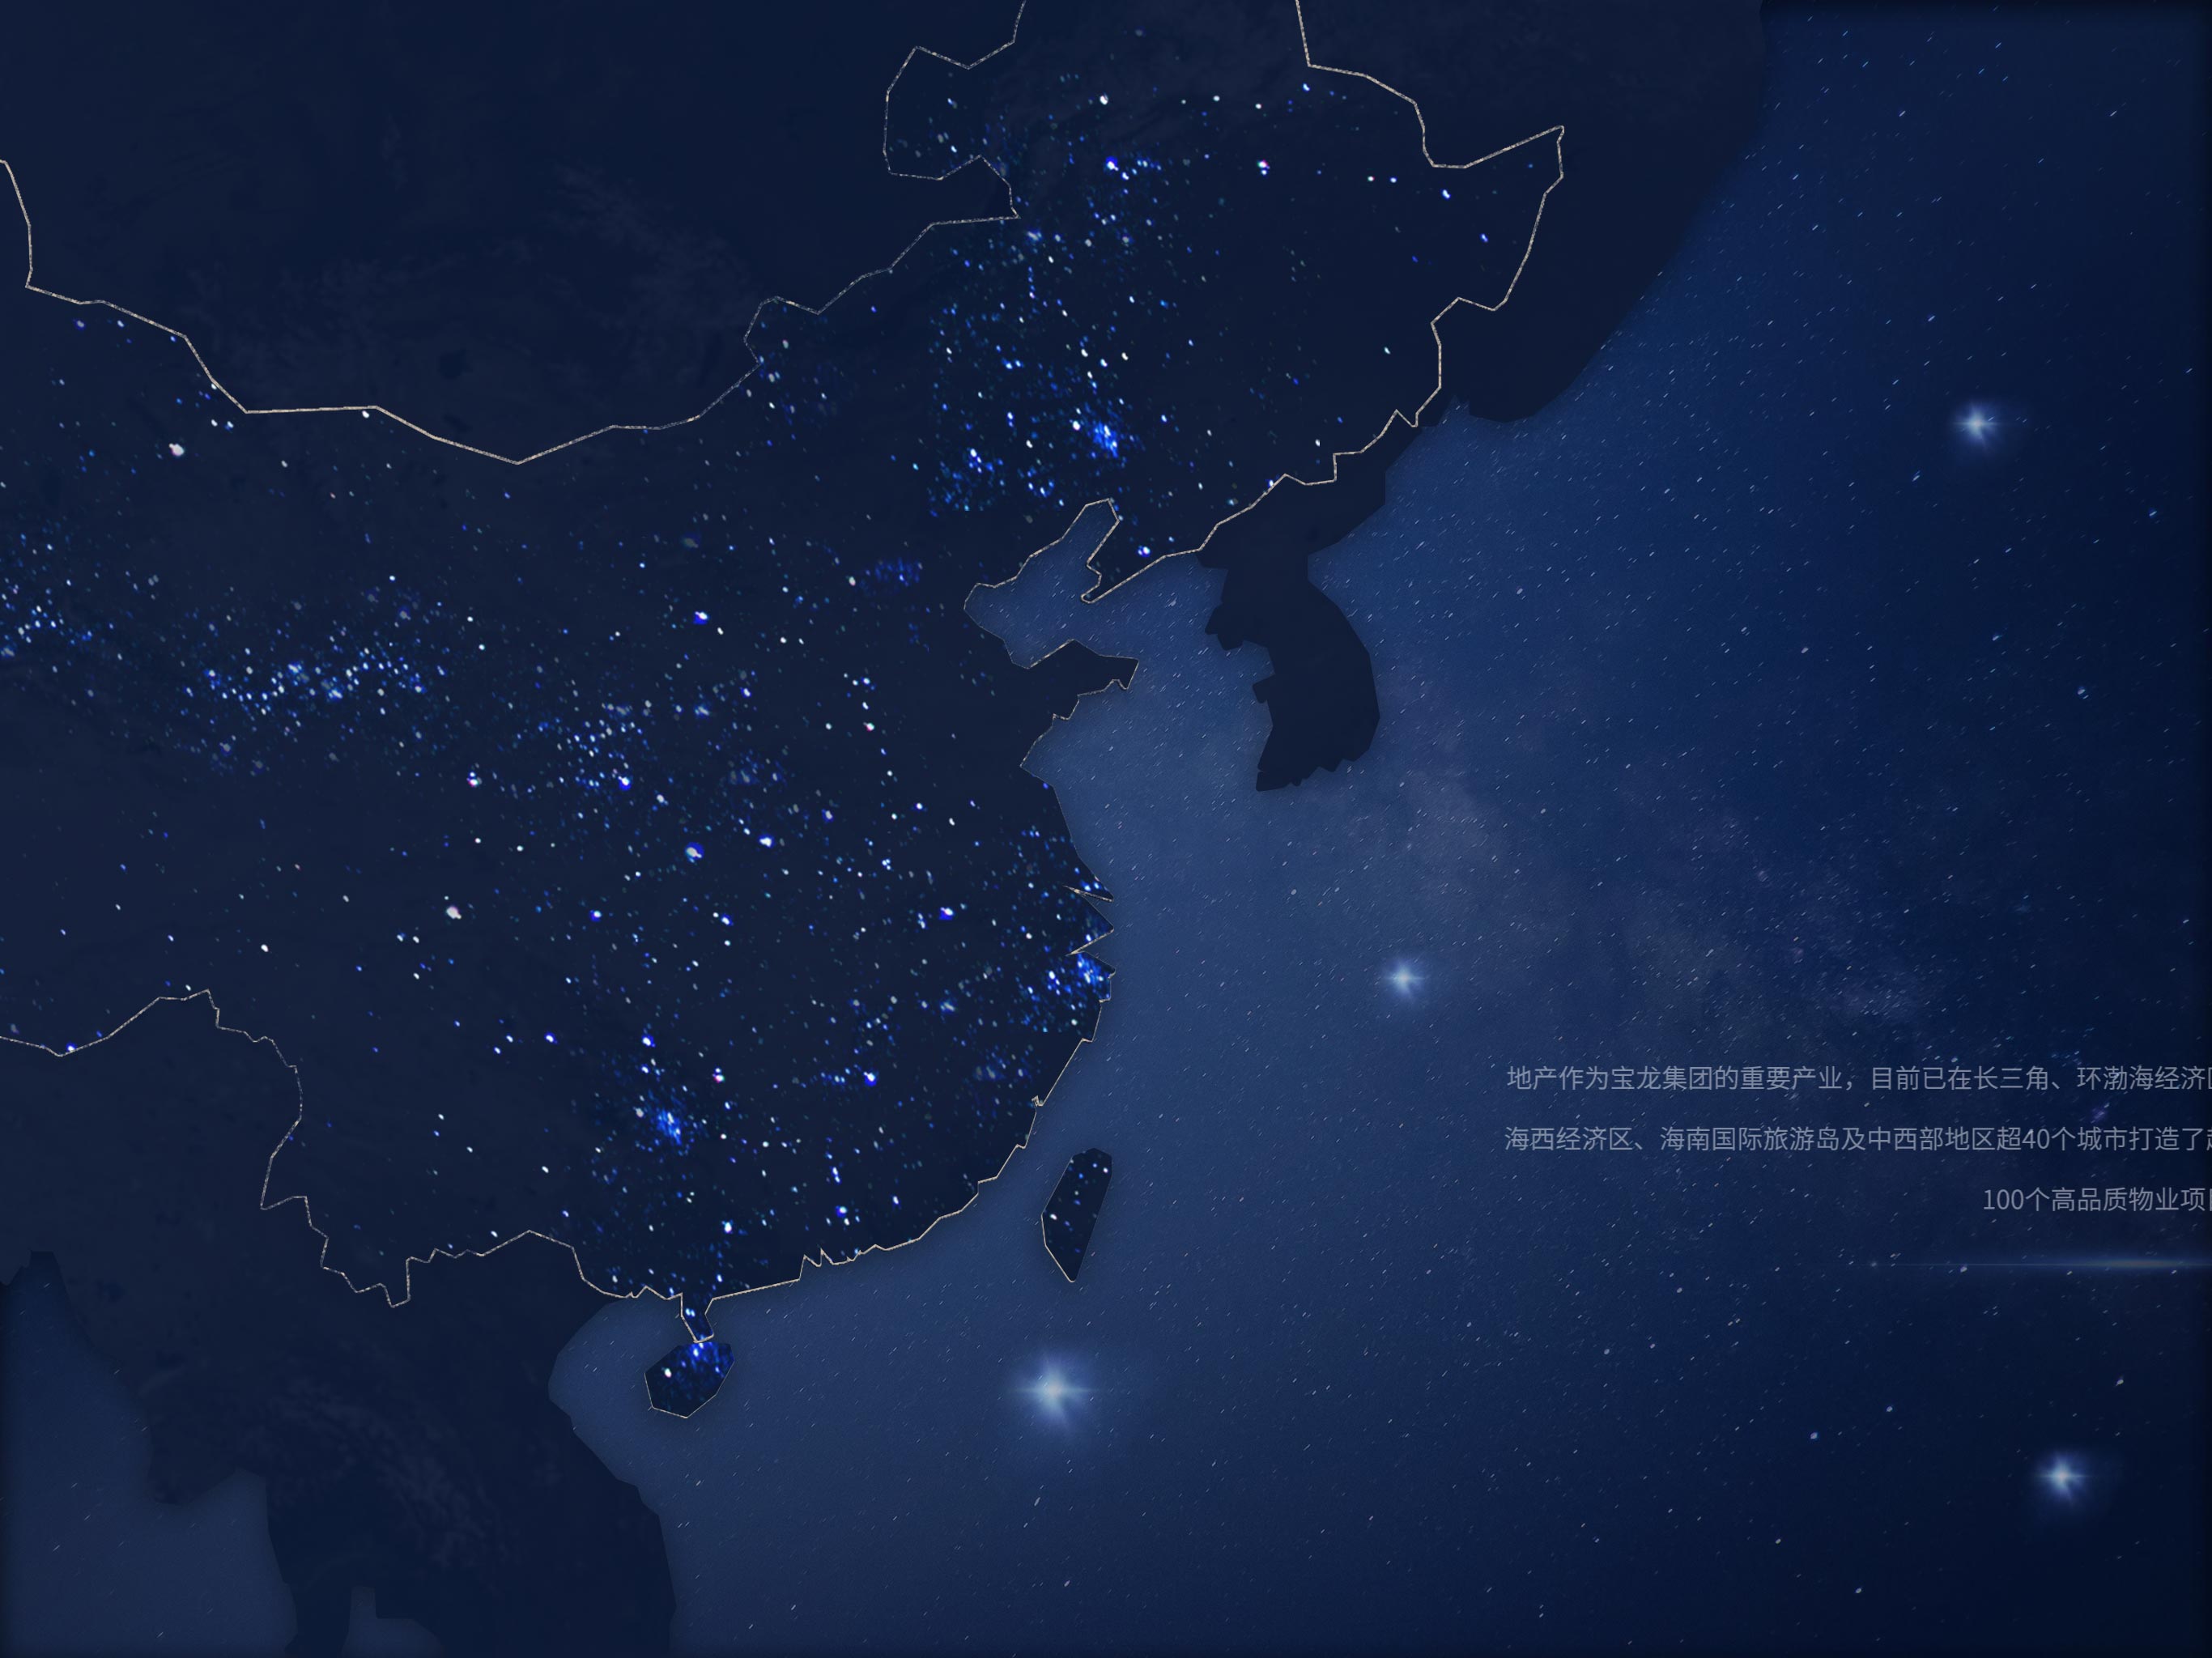 地产作为宝龙集团的重要产业，目前已在长三角、环渤海经济
海西经济区、海南国际旅游岛及中西部地区超40个城市打造了
100个高品质物业项